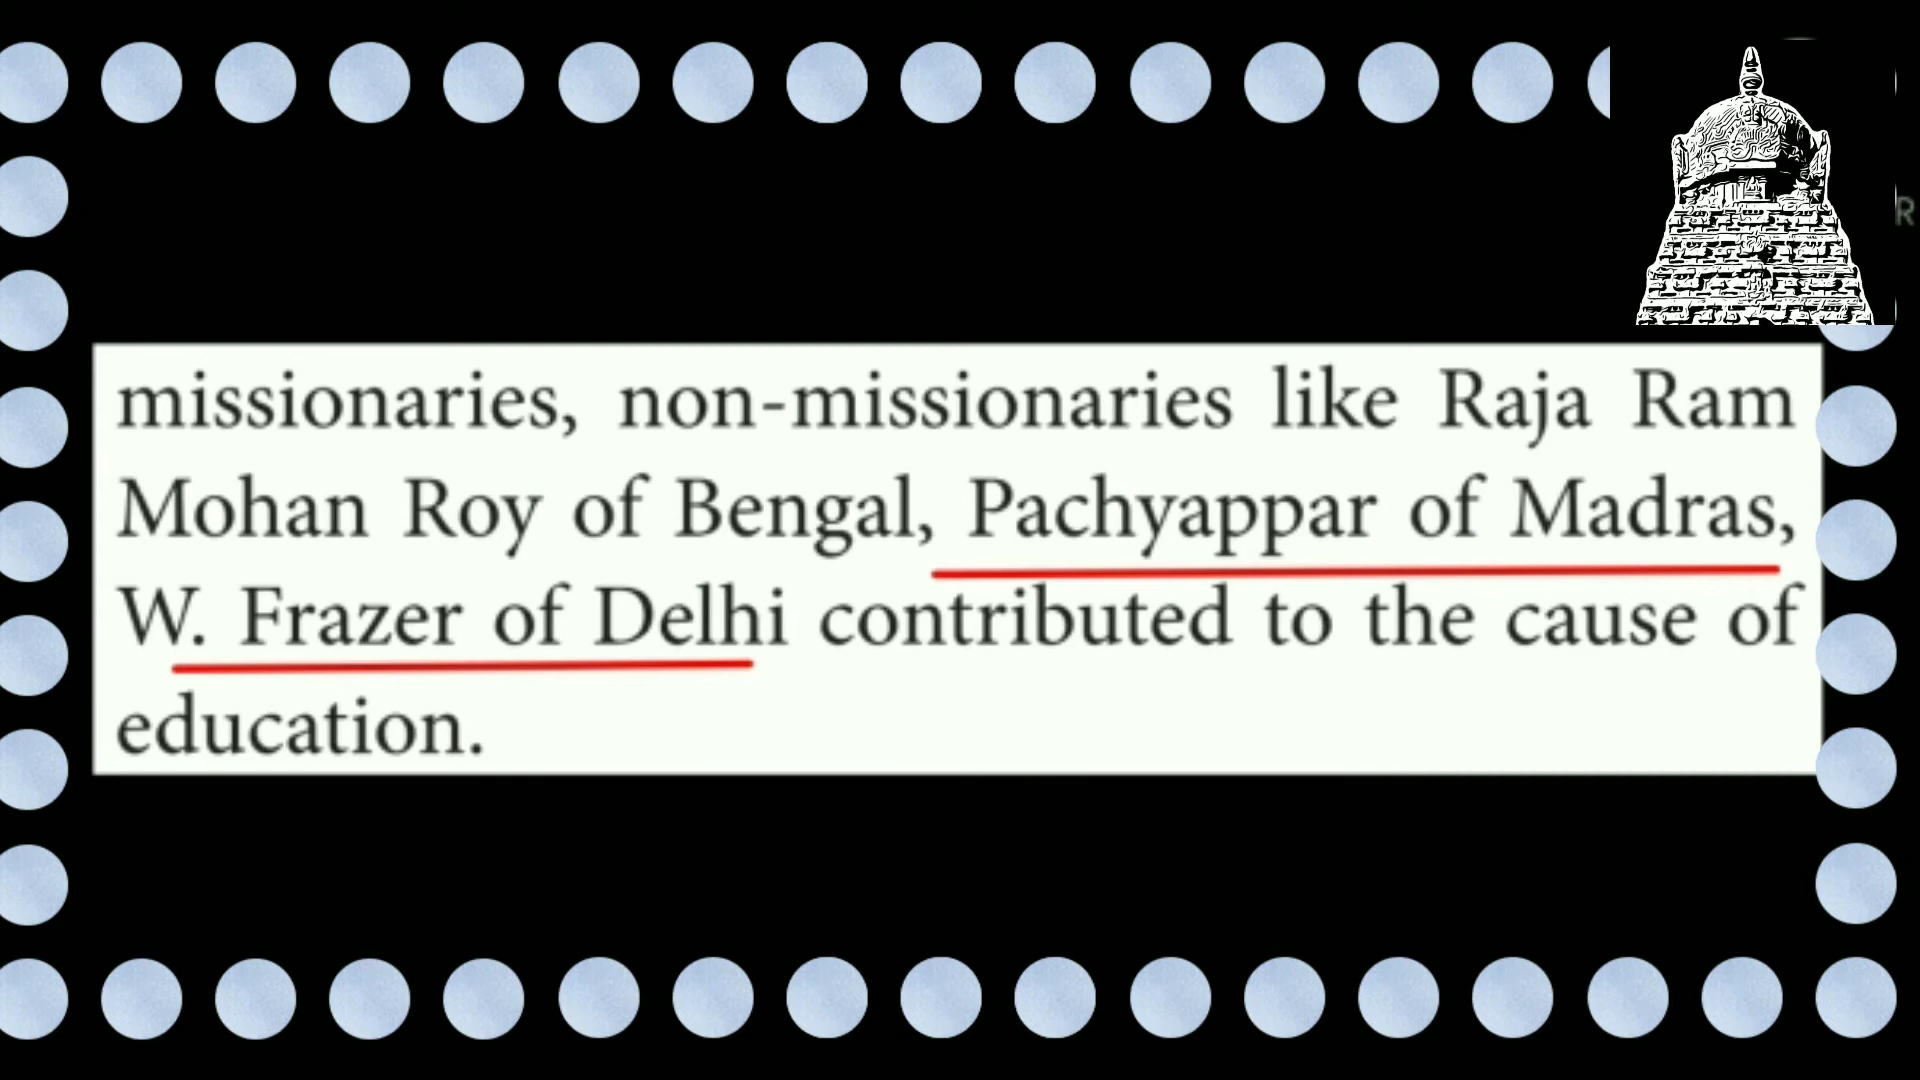 missionaries, non-missionaries like Raja Ram
Mohan Roy of Bengal, Pachyappar of Madras,
W. Frazer of Delhi contributed to the cause of
education.
R